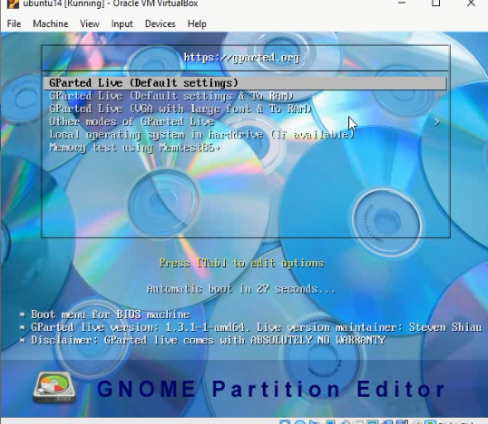 ubuntu14 [Running] - Oracle VM VirtualBox
File Machine View Input Devices Help
https://gparted.org
GParted Live (Default settings)
GParted Live (Default settings & To RAM)
GParted Live (VGA with large font & To RAM)
Other modes of GParted Live >
Local operating system in harddrive (if available)
Memory test using Memtest86+
Press [Tab] to edit options
Automatic boot in 27 seconds...
* Boot menu for BIOS machine
* GParted live version: 1.3.1-1-amd64. Live version maintainer: Steven Shiau
* Disclaimer: GParted live comes with ABSOLUTELY NO WARRANTY
GNOME Partition Editor